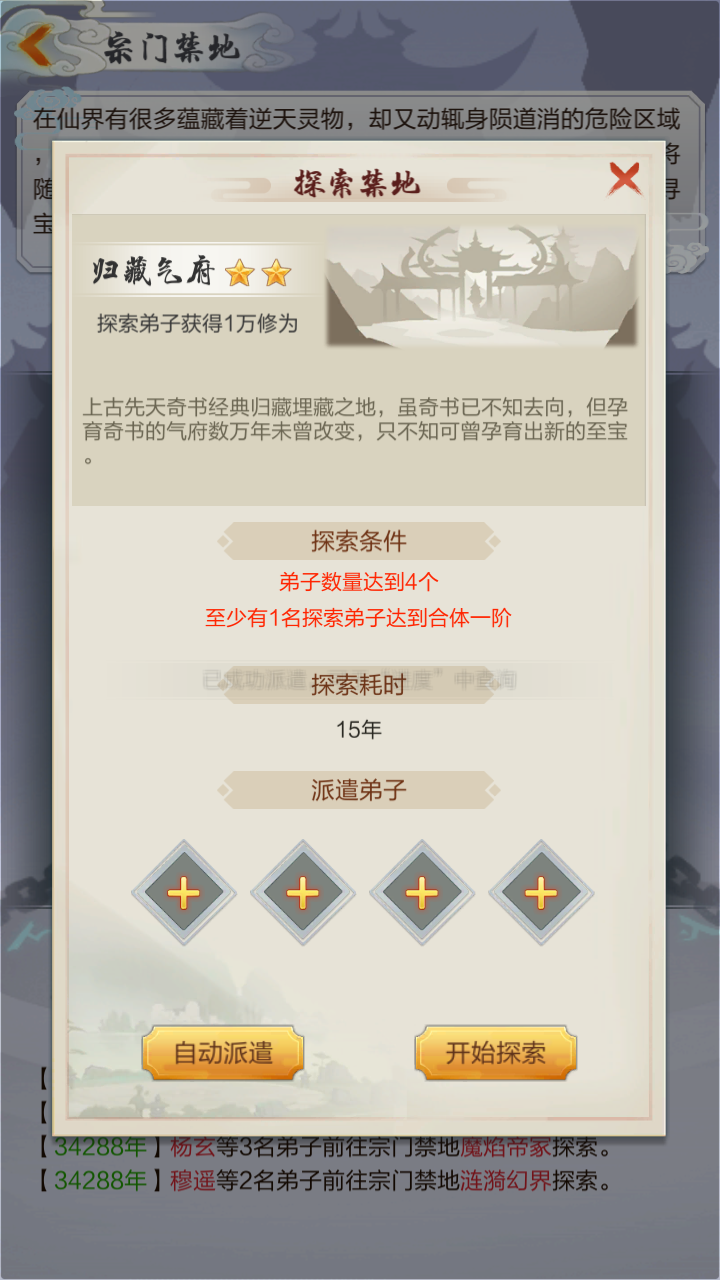 宗门禁地
在仙界有很多蕴藏着逆天灵物，却又动辄身陨道消的危险区域
，
将
随
寻
宝
探索禁地
归藏气府
探索弟子获得1万修为
上古先天奇书经典归藏埋藏之地，虽奇书已不知去向，但孕
育奇书的气府数万年未曾改变，只不知可曾孕育出新的至宝
。
探索条件
弟子数量达到4个
至少有1名探索弟子达到合体一阶
探索耗时
15年
派遣弟子
自动派遣
开始探索
【
【
【34288年】杨玄等3名弟子前往宗门禁地魔焰帝家探索。
【34288年】穆遥等2名弟子前往宗门禁地涟漪幻界探索。